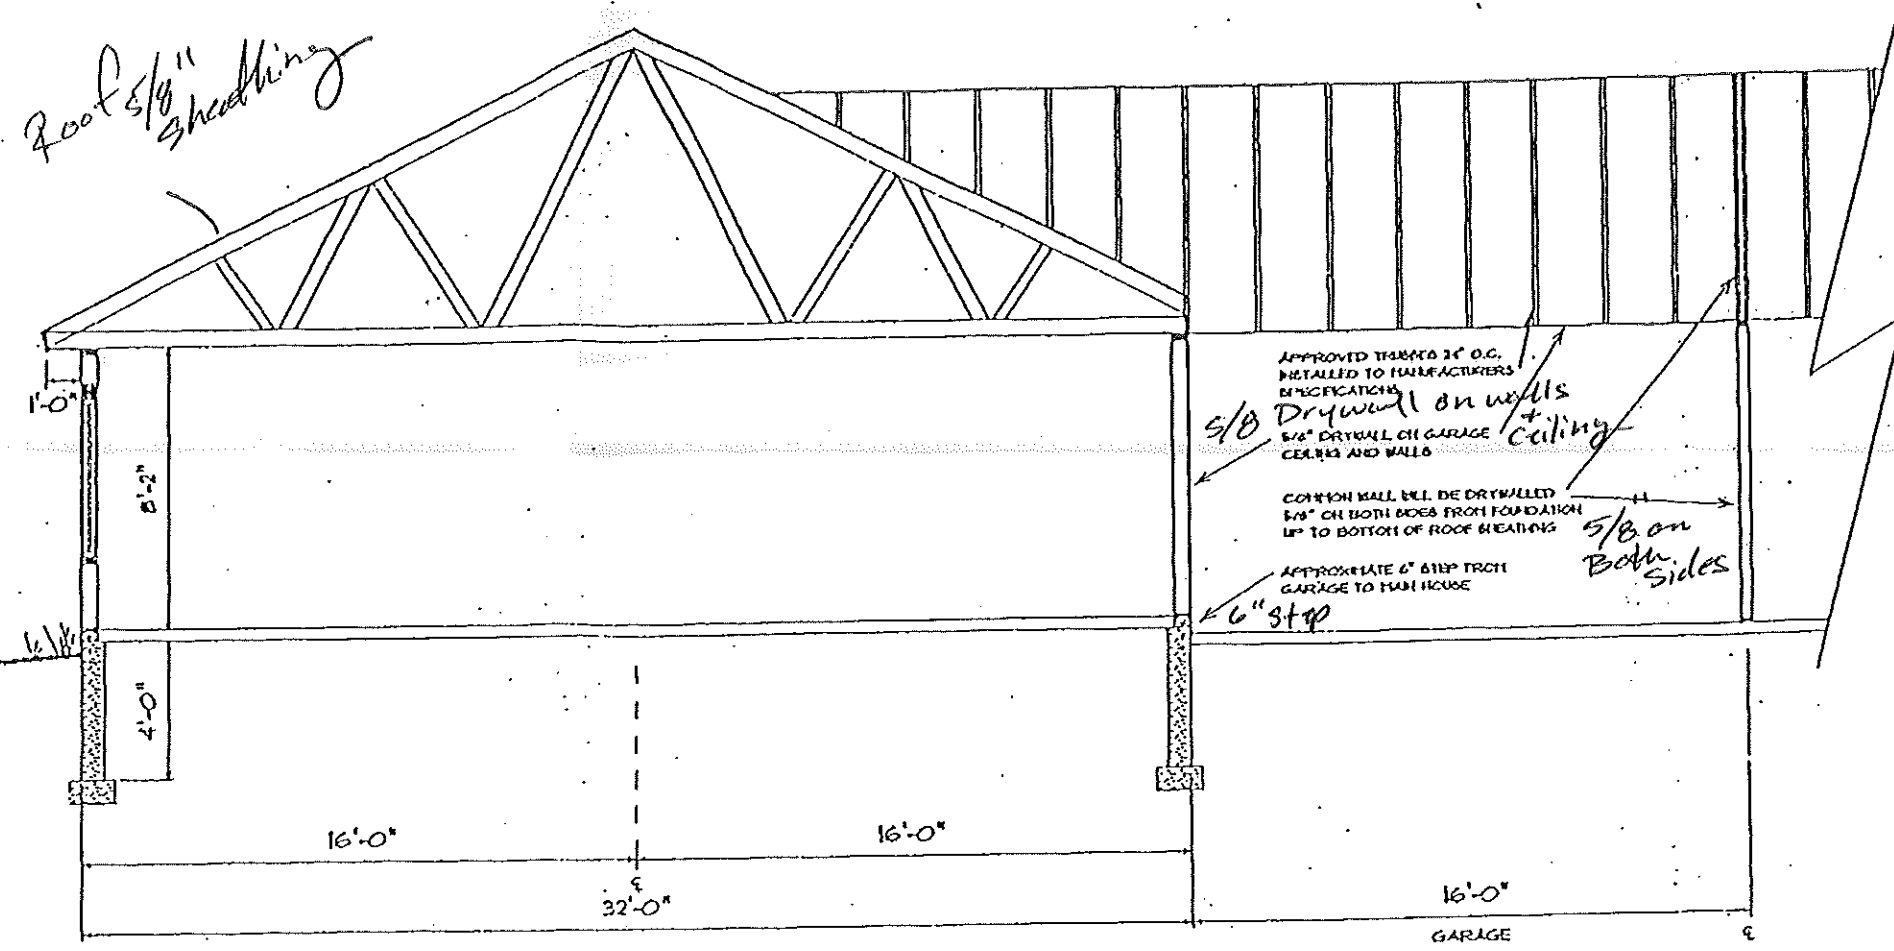 Roof 5/8"
Sheathing
1'-0"
8'-2"
4'-0"
APPROVED TRUSSES 24" O.C.
INSTALLED TO MANUFACTURERS
SPECIFICATIONS
5/8 Drywall on walls
+
Ceiling
5/8" DRYWALL ON GARAGE
CEILING AND WALLS
COMMON WALL WILL BE DRYWALLED
5/8" ON BOTH SIDES FROM FOUNDATION
UP TO BOTTOM OF ROOF SHEATHING
5/8 on
Both
Sides
APPROXIMATE 6" STEP FROM
GARAGE TO MAIN HOUSE
6" Step
16'-0"
16'-0"
32'-0"
16'-0"
GARAGE